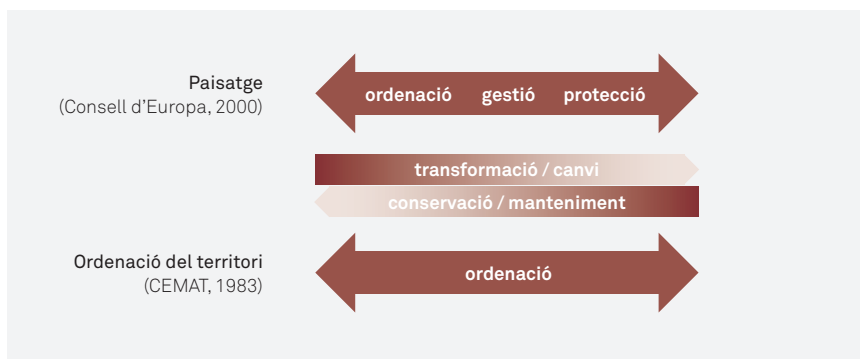 Paisatge
(Consell d'Europa, 2000)
ordenació gestió protecció
transformació / canvi
conservació / manteniment
Ordenació del territori
(CEMAT, 1983)
ordenació